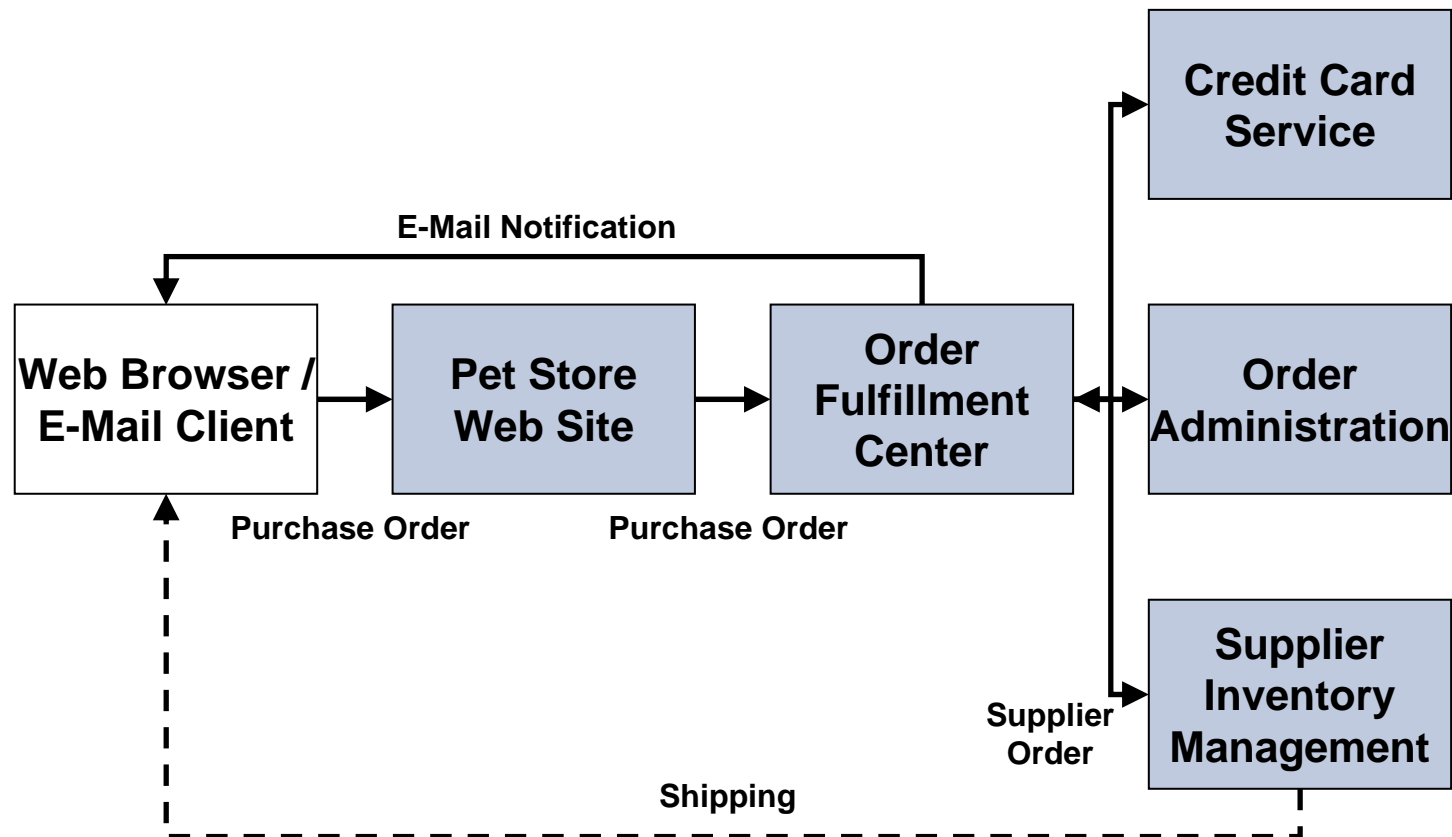 Credit Card
Service
E-Mail Notification
Web Browser /
E-Mail Client
Pet Store
Web Site
Order
Fulfillment
Center
Order
Administration
Purchase Order
Purchase Order
Supplier
Inventory
Management
Supplier
Order
Shipping